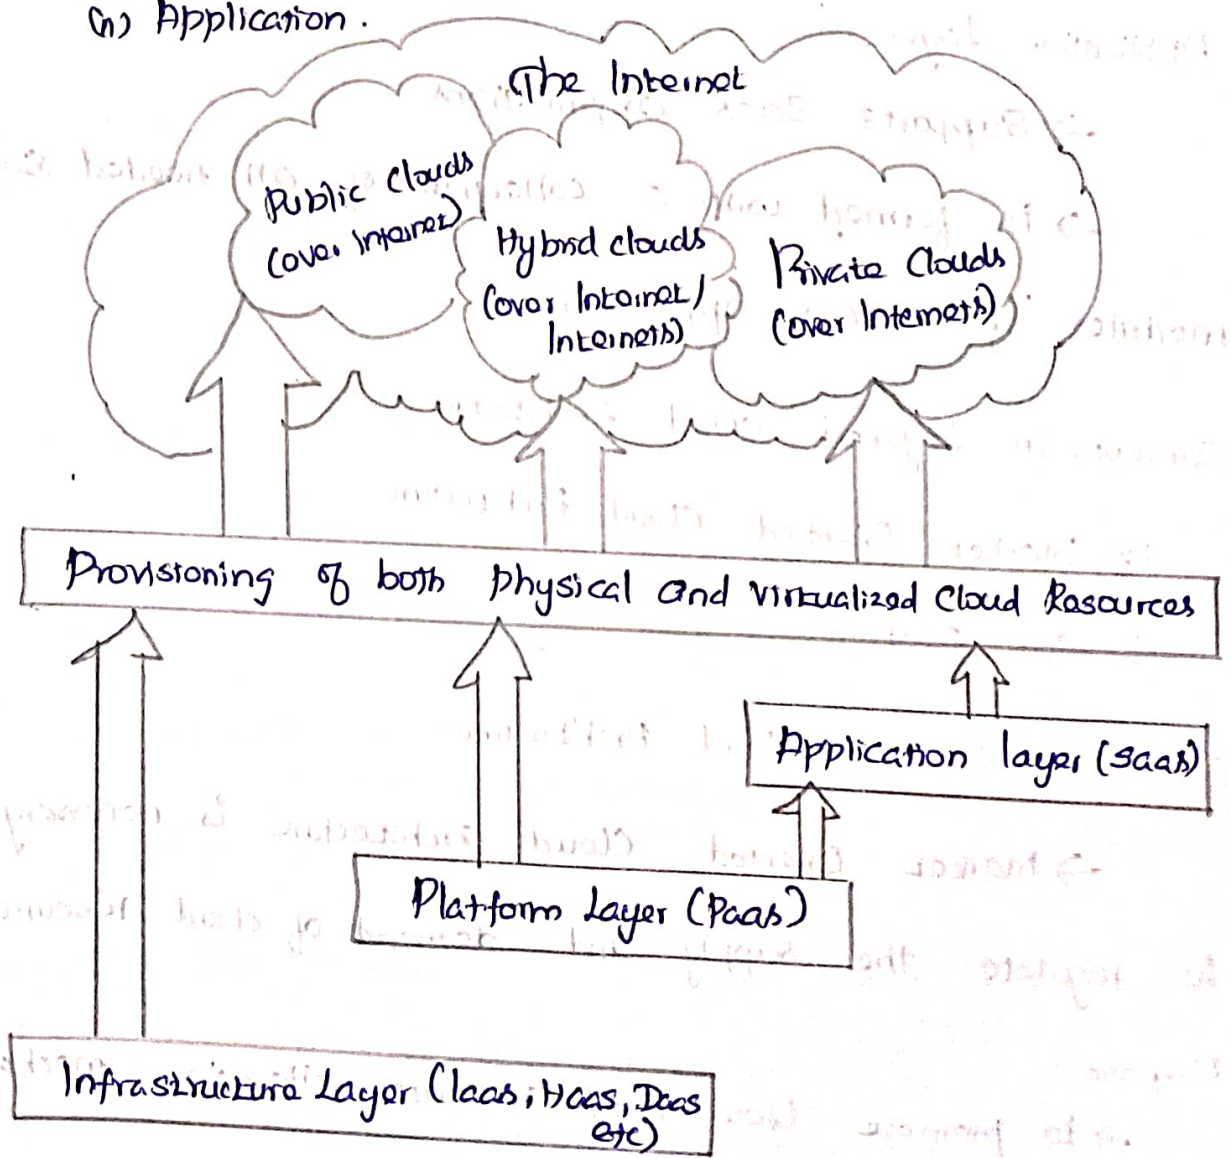 (n) Application.
The Internet
Public Clouds
(over Internet)
Hybrid clouds
(over Internet/
Internets)
Private Clouds
(over Internets)
Provisioning of both physical and virtualized Cloud Resources
Application layer (SaaS)
Platform Layer (PaaS)
Infrastructure Layer (IaaS, HaaS, DaaS
etc)